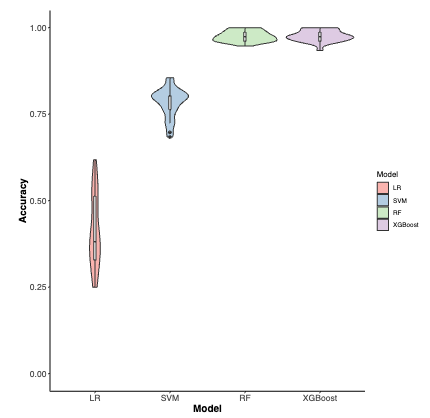 1.00
0.75
0.50
0.25
0.00
Accuracy
LR
SVM
RF
XGBoost
Model
Model
LR
SVM
RF
XGBoost